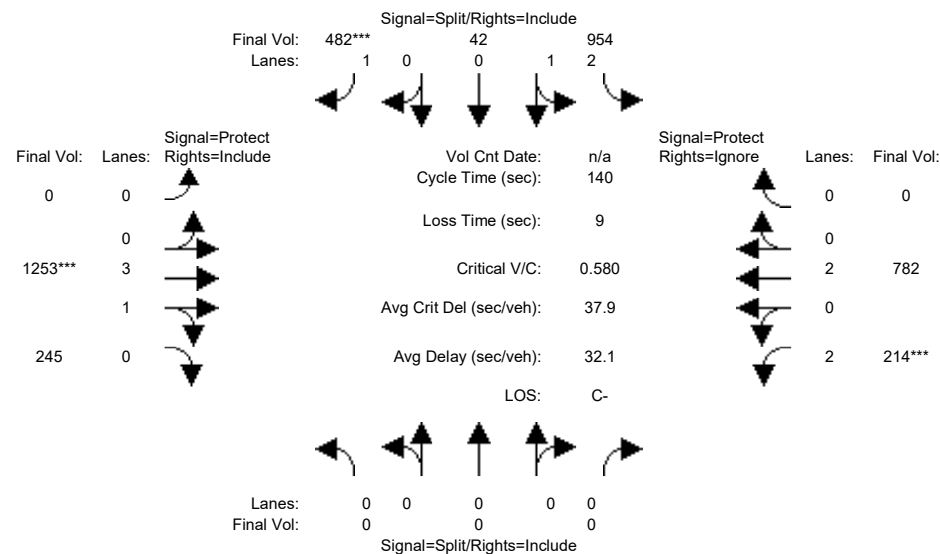 Signal=Split/Rights=Include
Final Vol: 482*** 42 954
Lanes: 1 0 0 1 2
Signal=Protect Signal=Protect
Final Vol: Lanes: Rights=Include Vol Cnt Date: n/a Rights=Ignore Lanes: Final Vol:
Cycle Time (sec): 140
0 0 0 0
Loss Time (sec): 9
0 0
1253*** 3 Critical V/C: 0.580 2 782
1 Avg Crit Del (sec/veh): 37.9 0
245 0 Avg Delay (sec/veh): 32.1 2 214***
LOS: C-
Lanes: 0 0 0 0 0
Final Vol: 0 0 0
Signal=Split/Rights=Include